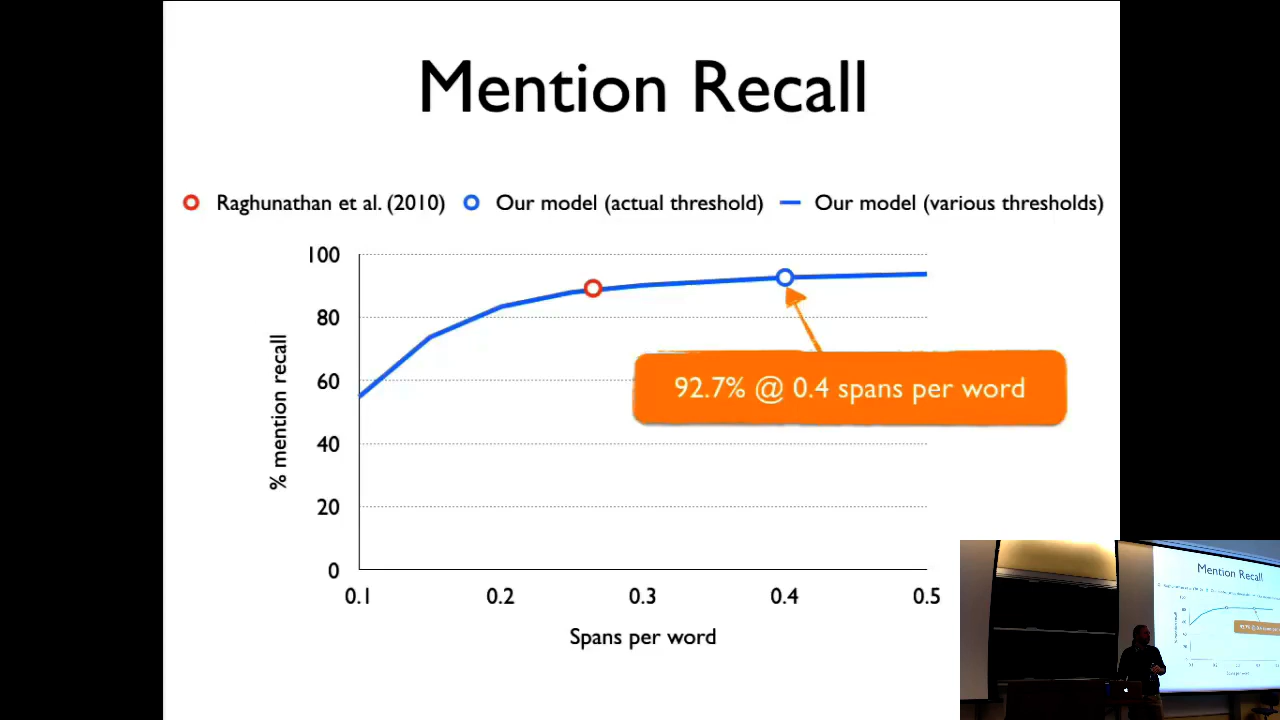 Mention Recall
Raghunathan et al. (2010) Our model (actual threshold) Our model (various thresholds)
100
80
60
40
20
0
% mention recall
92.7% @ 0.4 spans per word
0.1 0.2 0.3 0.4 0.5
Spans per word
Mention Recall